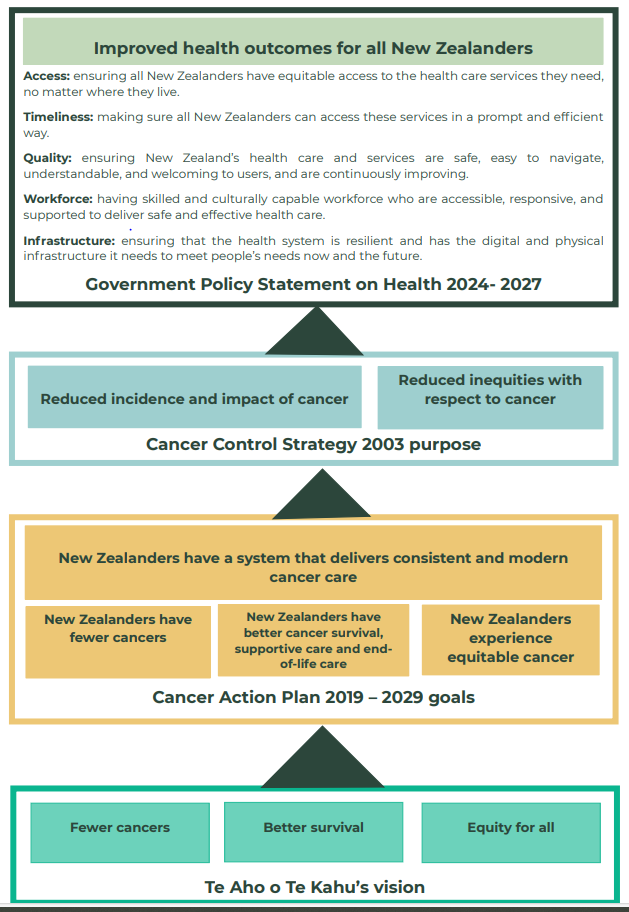 Improved health outcomes for all New Zealanders
Access: ensuring all New Zealanders have equitable access to the health care services they need,
no matter where they live.
Timeliness: making sure all New Zealanders can access these services in a prompt and efficient
way.
Quality: ensuring New Zealand's health care and services are safe, easy to navigate,
understandable, and welcoming to users, and are continuously improving.
Workforce: having skilled and culturally capable workforce who are accessible, responsive, and
supported to deliver safe and effective health care.
Infrastructure: ensuring that the health system is resilient and has the digital and physical
infrastructure it needs to meet people's needs now and the future.
Government Policy Statement on Health 2024- 2027
Reduced incidence and impact of cancer
Reduced inequities with
respect to cancer
Cancer Control Strategy 2003 purpose
New Zealanders have a system that delivers consistent and modern
cancer care
New Zealanders have
fewer cancers
New Zealanders have
better cancer survival,
supportive care and end-
of-life care
New Zealanders
experience
equitable cancer
Cancer Action Plan 2019 – 2029 goals
Fewer cancers
Better survival
Equity for all
Te Aho o Te Kahu's vision